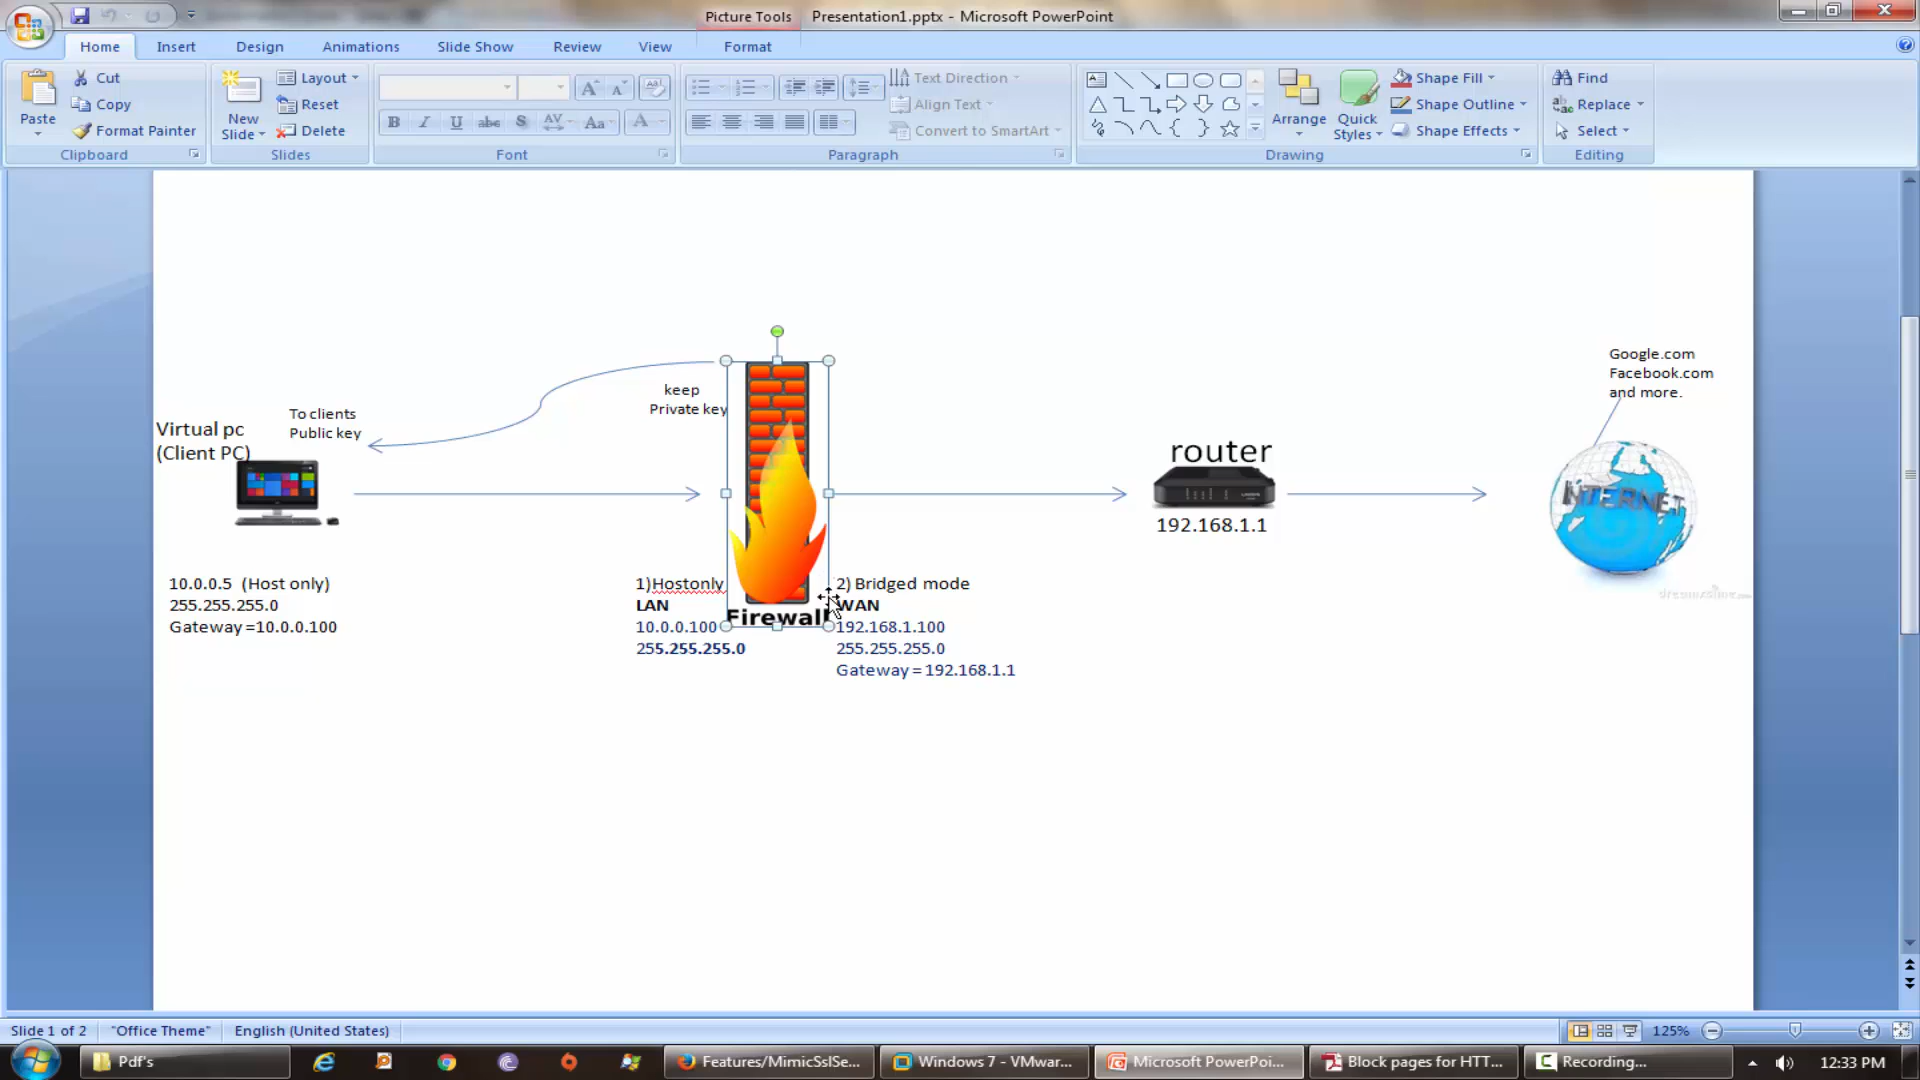 Picture Tools
Presentation1.pptx - Microsoft PowerPoint
Home
Insert
Design
Animations
Slide Show
Review
View
Format
Paste
Cut
Copy
Format Painter
Clipboard
New
Slide
Layout
Reset
Delete
Slides
Font
Text Direction
Align Text
Convert to SmartArt
Paragraph
Arrange
Quick
Styles
Shape Fill
Shape Outline
Shape Effects
Drawing
Find
Replace
Select
Editing
Google.com
Facebook.com
and more.
keep
Private key
To clients
Public key
Virtual pc
(Client PC)
router
192.168.1.1
INTERNET
10.0.0.5 (Host only)
255.255.255.0
Gateway =10.0.0.100
1)Hostonly
LAN
10.0.0.100
255.255.255.0
Firewall
2) Bridged mode
WAN
192.168.1.100
255.255.255.0
Gateway = 192.168.1.1
dreamstime.com
Slide 1 of 2
"Office Theme"
English (United States)
125%
Pdf's
Features/MimicSslSe...
Windows 7 - VMwar...
Microsoft PowerPoi...
Block pages for HTT...
Recording...
12:33 PM